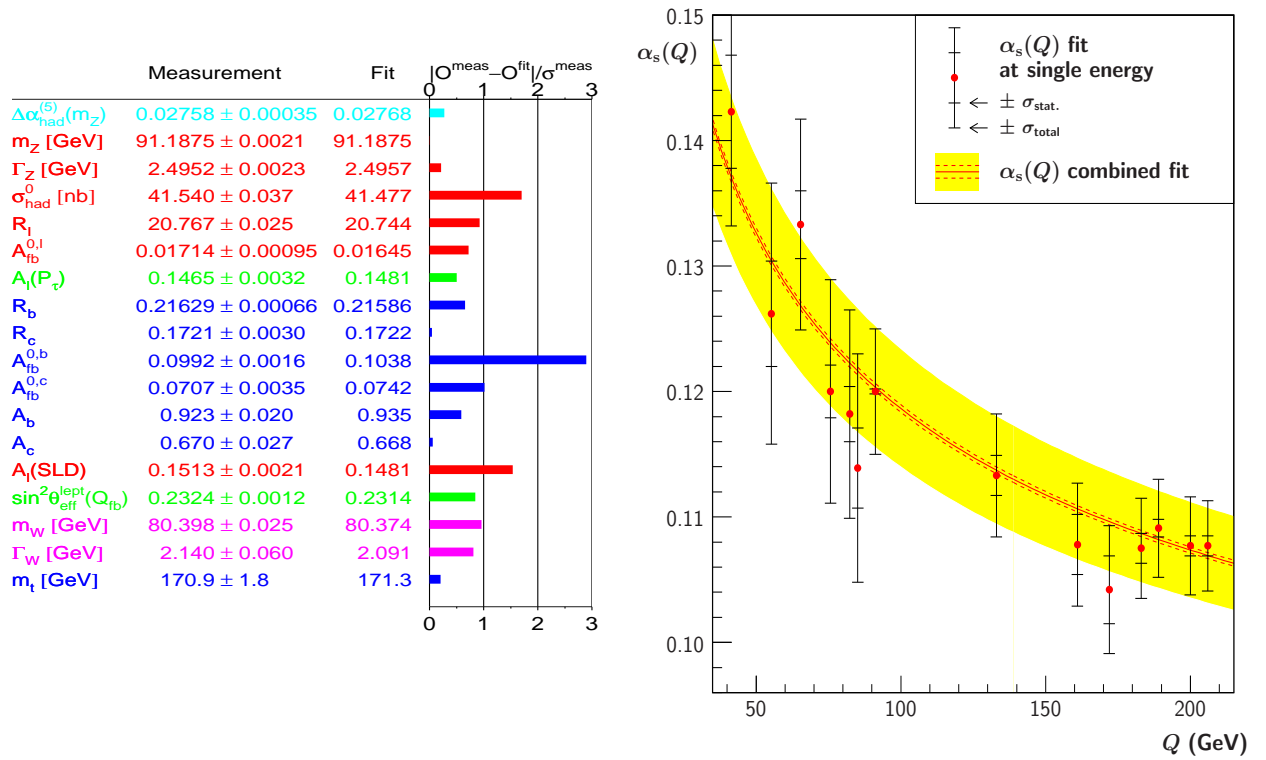 Measurement Fit |O^meas–O^fit|/σ^meas
0 1 2 3
Δα_had^(5)(m_Z) 0.02758 ± 0.00035 0.02768
m_Z [GeV] 91.1875 ± 0.0021 91.1875
Γ_Z [GeV] 2.4952 ± 0.0023 2.4957
σ_had^0 [nb] 41.540 ± 0.037 41.477
R_l 20.767 ± 0.025 20.744
A_fb^0,l 0.01714 ± 0.00095 0.01645
A_l(P_τ) 0.1465 ± 0.0032 0.1481
R_b 0.21629 ± 0.00066 0.21586
R_c 0.1721 ± 0.0030 0.1722
A_fb^0,b 0.0992 ± 0.0016 0.1038
A_fb^0,c 0.0707 ± 0.0035 0.0742
A_b 0.923 ± 0.020 0.935
A_c 0.670 ± 0.027 0.668
A_l(SLD) 0.1513 ± 0.0021 0.1481
sin^2θ_eff^lept(Q_fb) 0.2324 ± 0.0012 0.2314
m_W [GeV] 80.398 ± 0.025 80.374
Γ_W [GeV] 2.140 ± 0.060 2.091
m_t [GeV] 170.9 ± 1.8 171.3
0 1 2 3
0.15
α_s(Q)
0.14
0.13
0.12
0.11
0.10
α_s(Q) fit
at single energy
← ± σ_stat.
← ± σ_total
α_s(Q) combined fit
50 100 150 200
Q (GeV)